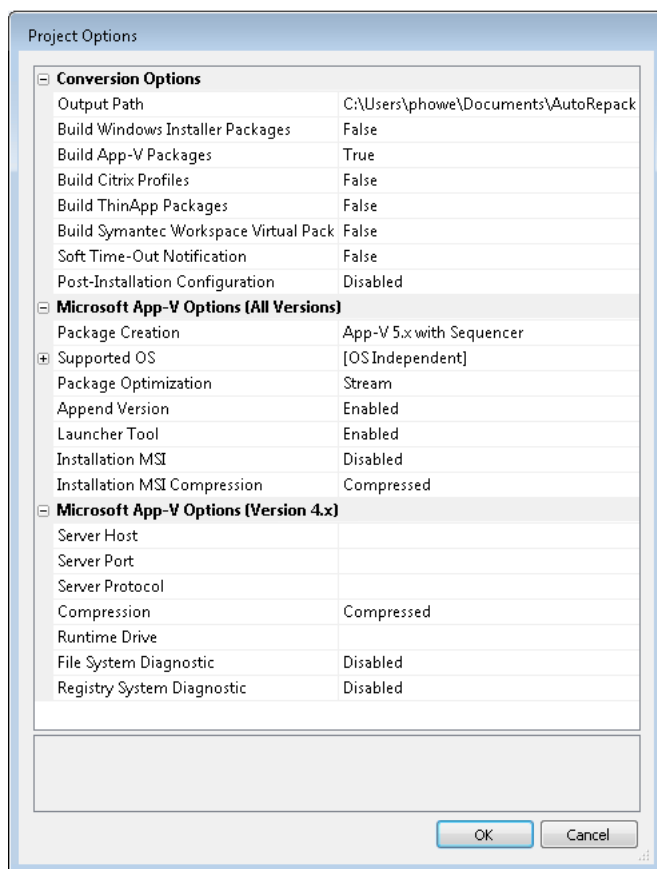 Project Options
Conversion Options
Output Path C:\Users\phowe\Documents\AutoRepack
Build Windows Installer Packages False
Build App-V Packages True
Build Citrix Profiles False
Build ThinApp Packages False
Build Symantec Workspace Virtual Pack False
Soft Time-Out Notification False
Post-Installation Configuration Disabled
Microsoft App-V Options (All Versions)
Package Creation App-V 5.x with Sequencer
Supported OS [OS Independent]
Package Optimization Stream
Append Version Enabled
Launcher Tool Enabled
Installation MSI Disabled
Installation MSI Compression Compressed
Microsoft App-V Options (Version 4.x)
Server Host
Server Port
Server Protocol
Compression Compressed
Runtime Drive
File System Diagnostic Disabled
Registry System Diagnostic Disabled
OK Cancel